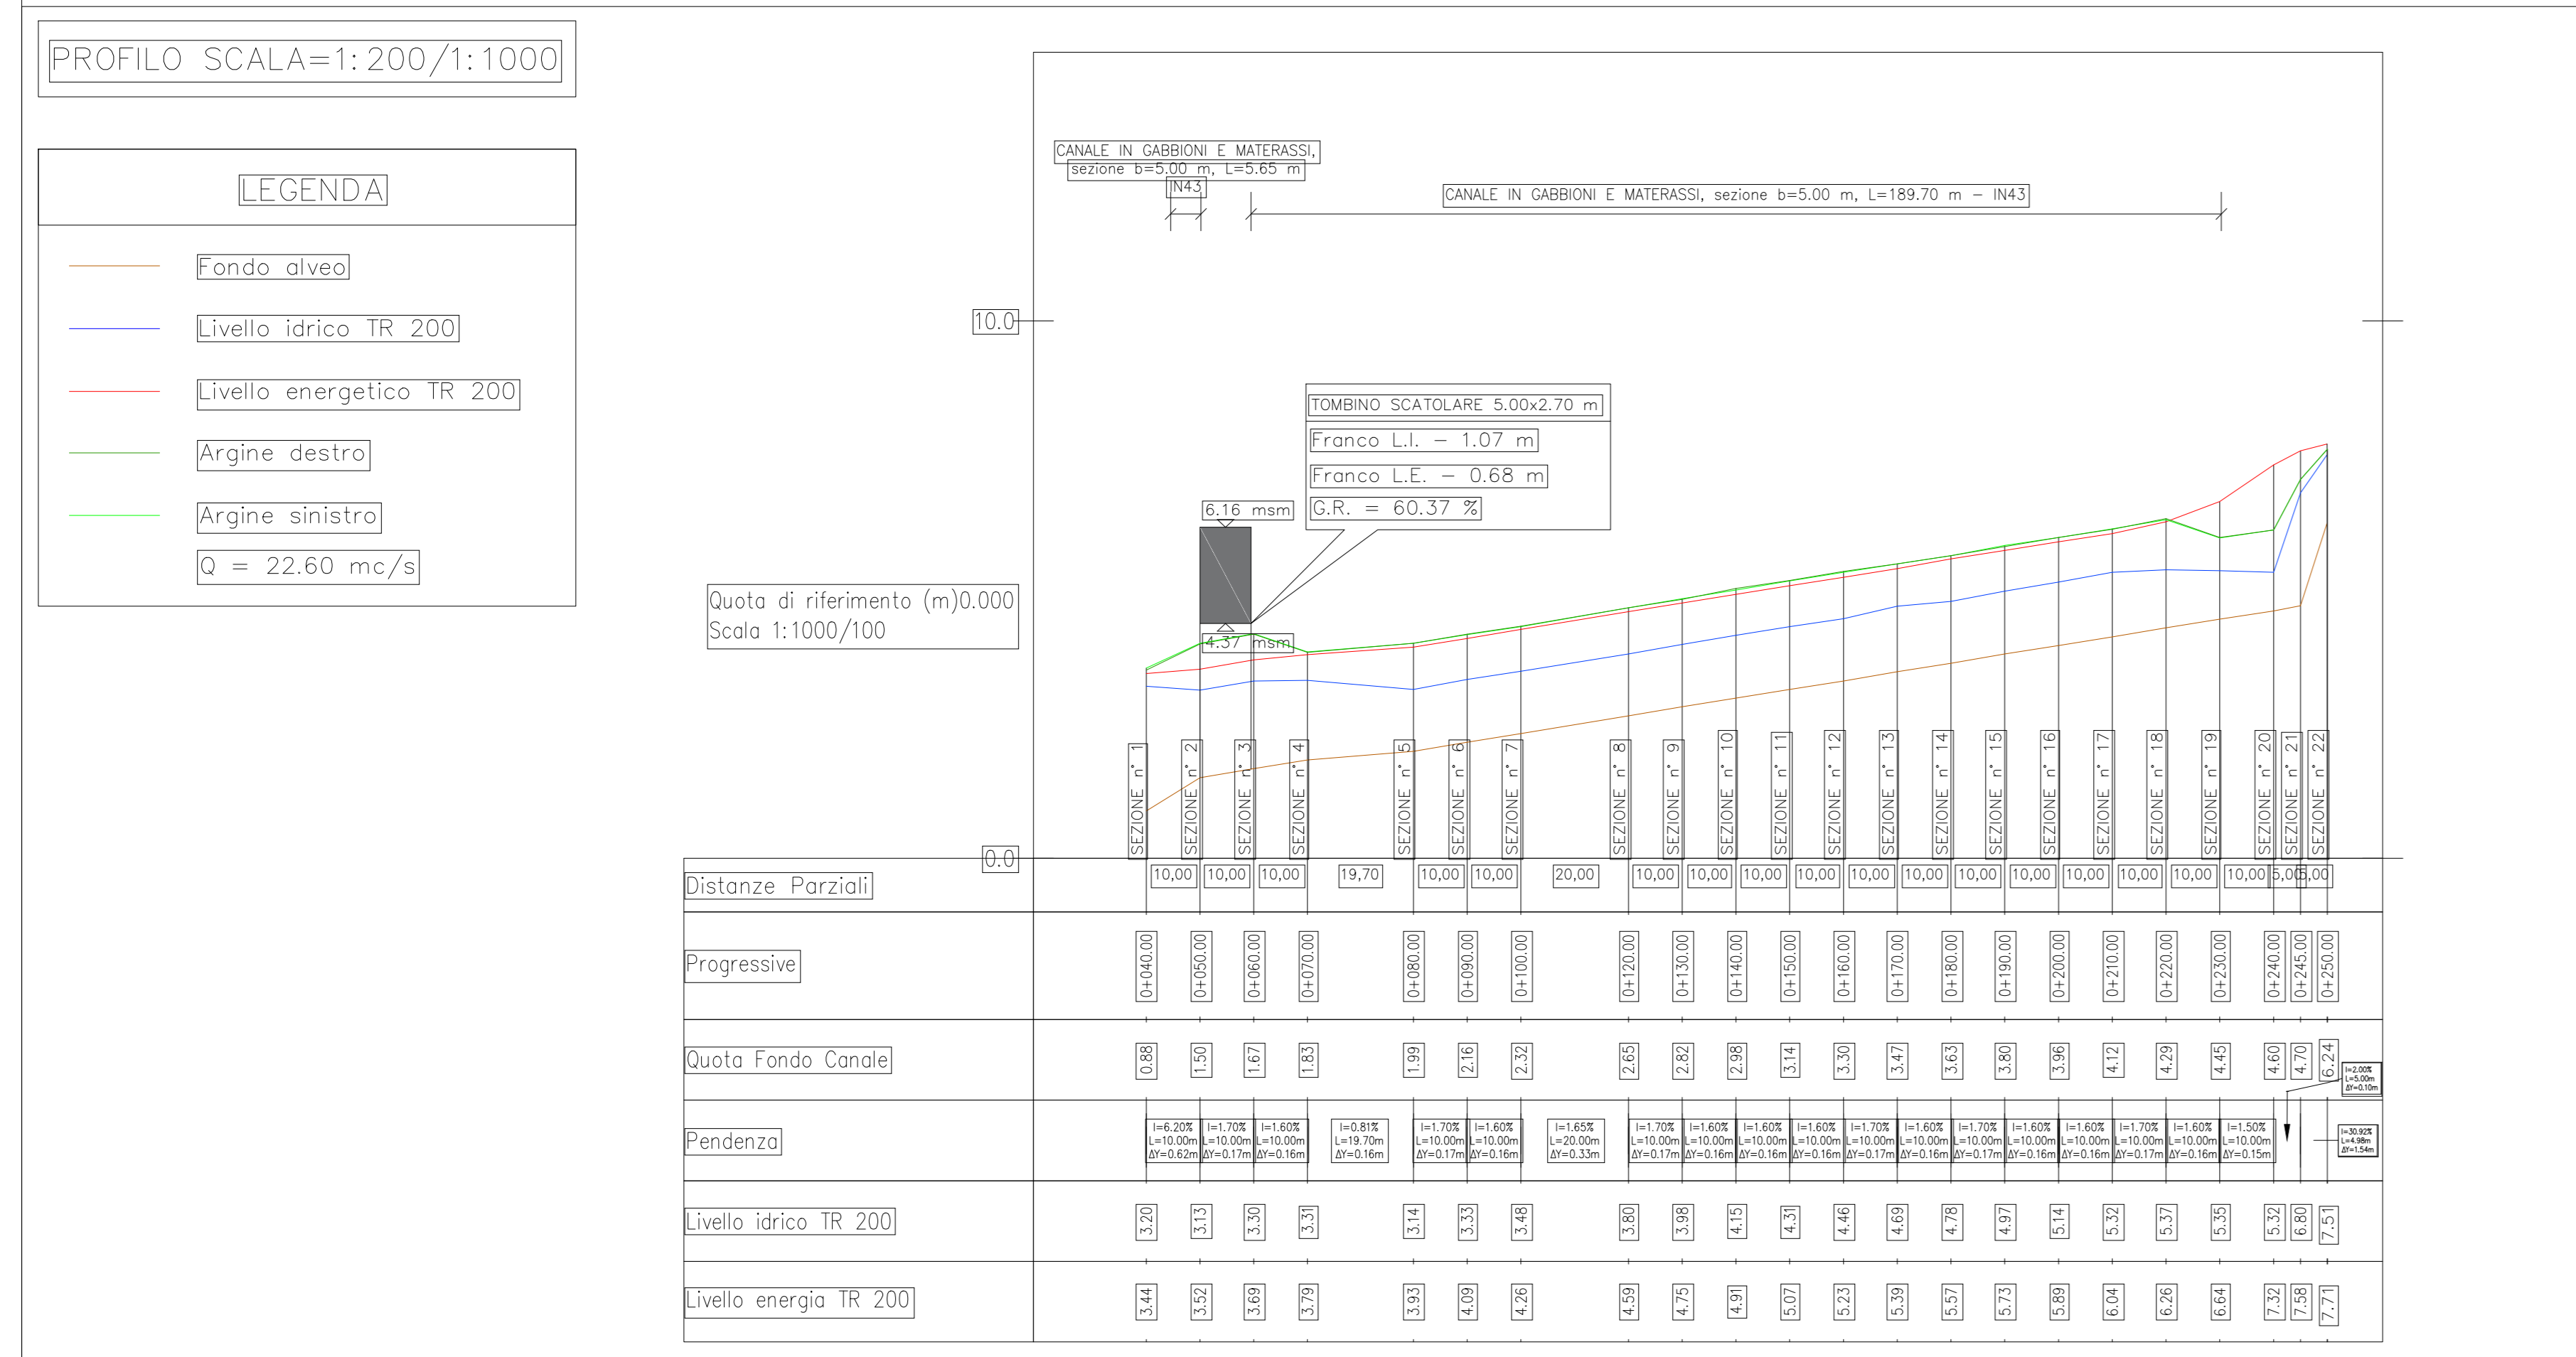 PROFILO SCALA=1:200/1:1000
LEGENDA
Fondo alveo
Livello idrico TR 200
Livello energetico TR 200
Argine destro
Argine sinistro
Q = 22.60 mc/s
CANALE IN GABBIONI E MATERASSI,
sezione b=5.00 m, L=5.65 m
IN43
CANALE IN GABBIONI E MATERASSI, sezione b=5.00 m, L=189.70 m – IN43
10.0
TOMBINO SCATOLARE 5.00x2.70 m
Franco L.I. – 1.07 m
Franco L.E. – 0.68 m
G.R. = 60.37 %
6.16 msm
4.37 msm
Quota di riferimento (m)0.000
Scala 1:1000/100
SEZIONE n° 1
SEZIONE n° 2
SEZIONE n° 3
SEZIONE n° 4
SEZIONE n° 5
SEZIONE n° 6
SEZIONE n° 7
SEZIONE n° 8
SEZIONE n° 9
SEZIONE n° 10
SEZIONE n° 11
SEZIONE n° 12
SEZIONE n° 13
SEZIONE n° 14
SEZIONE n° 15
SEZIONE n° 16
SEZIONE n° 17
SEZIONE n° 18
SEZIONE n° 19
SEZIONE n° 20
SEZIONE n° 21
SEZIONE n° 22
0.0
Distanze Parziali 10,00 10,00 10,00 19,70 10,00 10,00 20,00 10,00 10,00 10,00 10,00 10,00 10,00 10,00 10,00 10,00 10,00 10,00 10,00 5,00 5,00
Progressive 0+040.00 0+050.00 0+060.00 0+070.00 0+080.00 0+090.00 0+100.00 0+120.00 0+130.00 0+140.00 0+150.00 0+160.00 0+170.00 0+180.00 0+190.00 0+200.00 0+210.00 0+220.00 0+230.00 0+240.00 0+245.00 0+250.00
Quota Fondo Canale 0.88 1.50 1.67 1.83 1.99 2.16 2.32 2.65 2.82 2.98 3.14 3.30 3.47 3.63 3.80 3.96 4.12 4.29 4.45 4.60 4.70 6.24
I=2.00%
L=5.00m
ΔY=0.10m
Pendenza
I=6.20% I=1.70% I=1.60% I=0.81% I=1.70% I=1.60% I=1.65% I=1.70% I=1.60% I=1.60% I=1.60% I=1.70% I=1.60% I=1.70% I=1.60% I=1.60% I=1.70% I=1.60% I=1.50% I=30.92%
L=10.00m L=10.00m L=10.00m L=19.70m L=10.00m L=10.00m L=20.00m L=10.00m L=10.00m L=10.00m L=10.00m L=10.00m L=10.00m L=10.00m L=10.00m L=10.00m L=10.00m L=10.00m L=10.00m L=4.98m
ΔY=0.62m ΔY=0.17m ΔY=0.16m ΔY=0.16m ΔY=0.17m ΔY=0.16m ΔY=0.33m ΔY=0.17m ΔY=0.16m ΔY=0.16m ΔY=0.16m ΔY=0.17m ΔY=0.16m ΔY=0.17m ΔY=0.16m ΔY=0.16m ΔY=0.17m ΔY=0.16m ΔY=0.15m ΔY=1.54m
Livello idrico TR 200 3.20 3.13 3.30 3.31 3.14 3.33 3.48 3.80 3.98 4.15 4.31 4.46 4.69 4.78 4.97 5.14 5.32 5.37 5.35 5.32 6.80 7.51
Livello energia TR 200 3.44 3.52 3.69 3.79 3.93 4.09 4.26 4.59 4.75 4.91 5.07 5.23 5.39 5.57 5.73 5.89 6.04 6.26 6.64 7.32 7.58 7.71